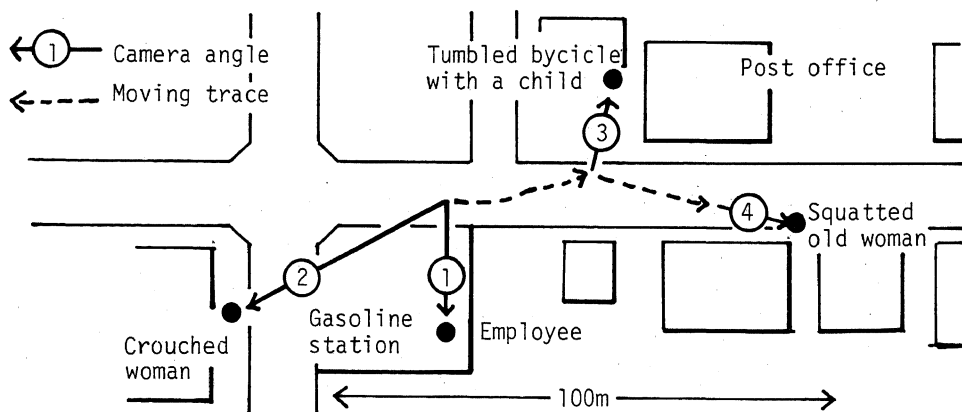 1 Camera angle
Moving trace
Tumbled bycicle
with a child
Post office
3
4
Squatted
old woman
2
1
Gasoline
station
Employee
Crouched
woman
100m